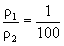 ρ₁/ρ₂ = 1/100